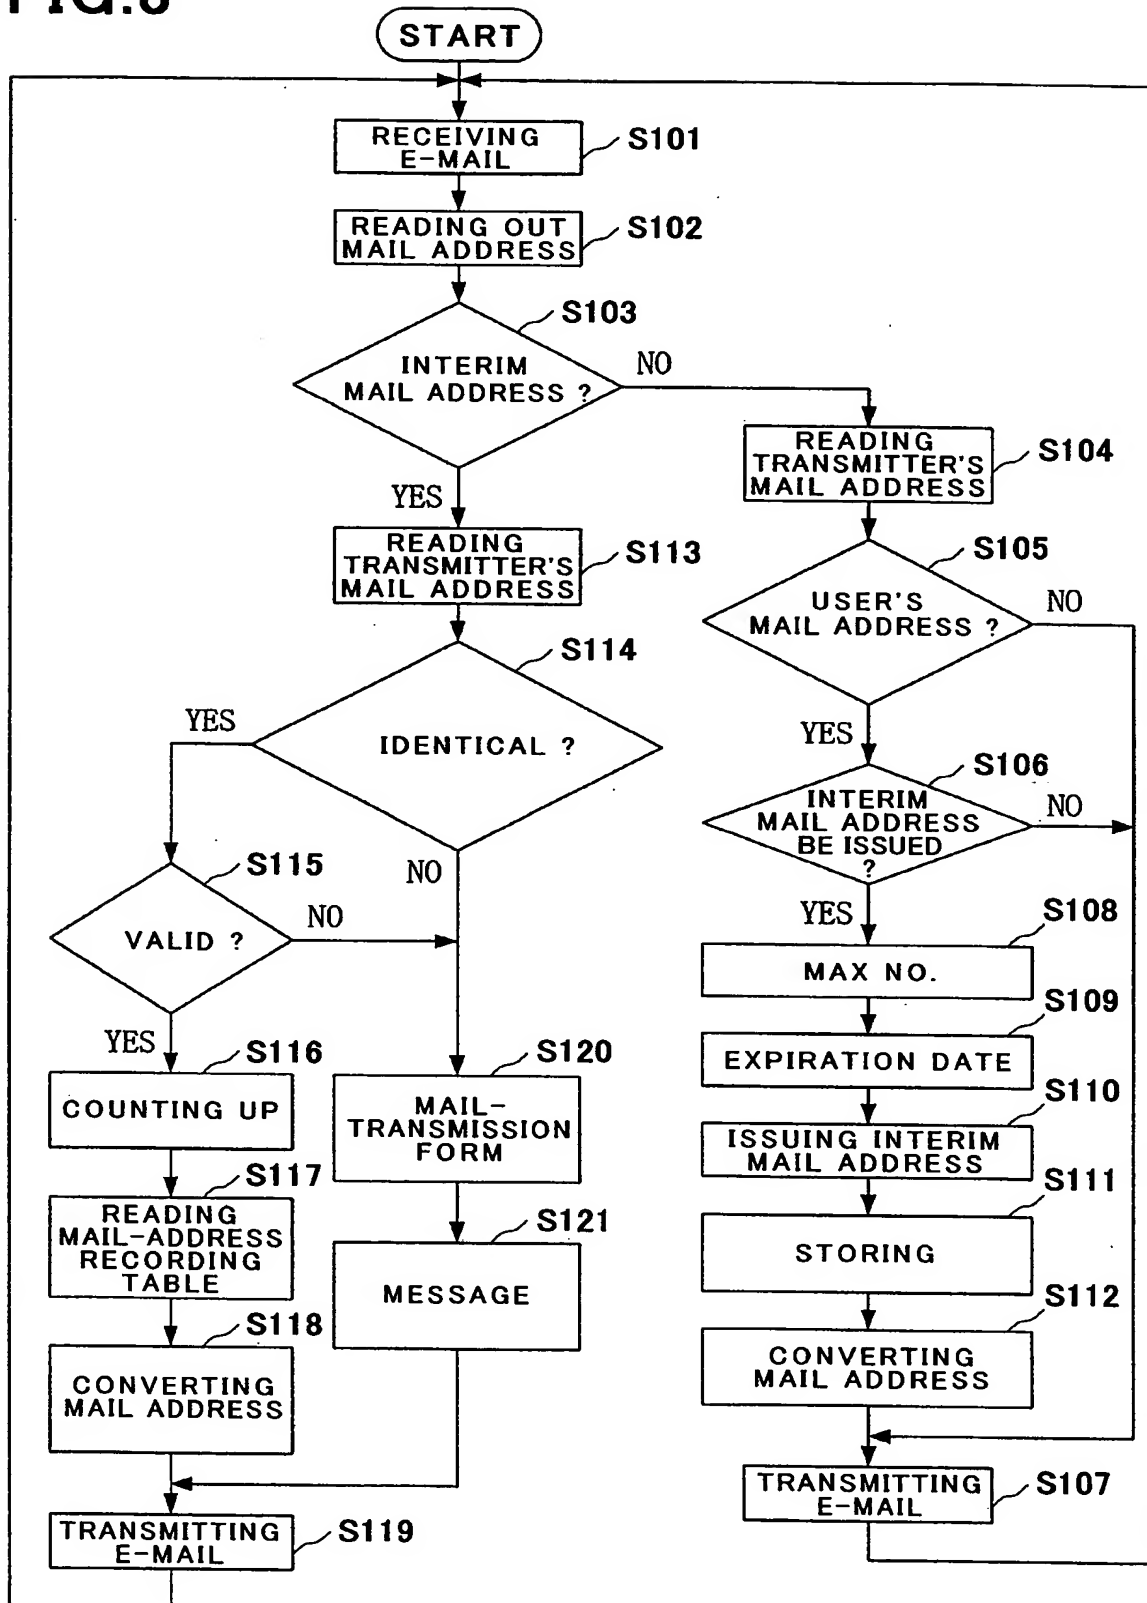 FIG.8
START
RECEIVING
E-MAIL
S101
READING OUT
MAIL ADDRESS
S102
S103
INTERIM
MAIL ADDRESS ?
NO
YES
READING
TRANSMITTER'S
MAIL ADDRESS
S104
S105
USER'S
MAIL ADDRESS ?
NO
YES
S106
INTERIM
MAIL ADDRESS
BE ISSUED
?
NO
YES
S108
MAX NO.
S109
EXPIRATION DATE
S110
ISSUING INTERIM
MAIL ADDRESS
S111
STORING
S112
CONVERTING
MAIL ADDRESS
TRANSMITTING
E-MAIL
S107
READING
TRANSMITTER'S
MAIL ADDRESS
S113
S114
IDENTICAL ?
YES
NO
S115
VALID ?
NO
YES
S116
COUNTING UP
S117
READING
MAIL-ADDRESS
RECORDING
TABLE
S118
CONVERTING
MAIL ADDRESS
S120
MAIL-
TRANSMISSION
FORM
S121
MESSAGE
TRANSMITTING
E-MAIL
S119